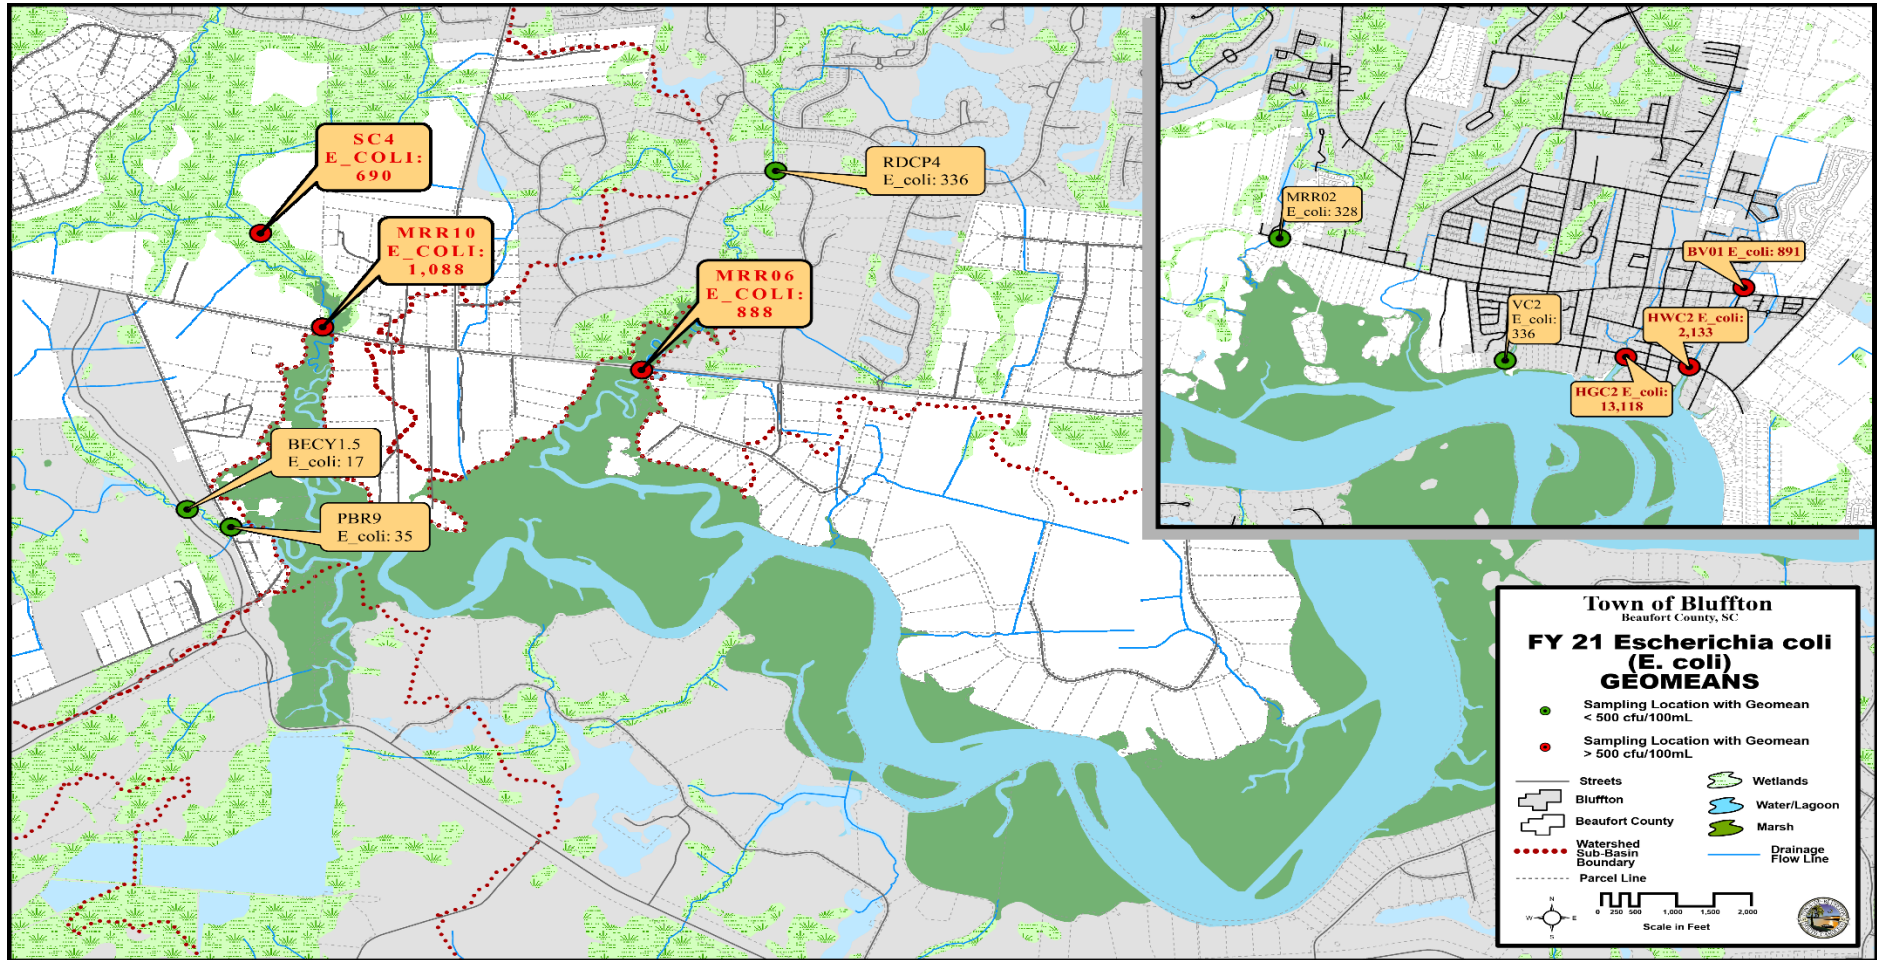 SC4
E_COLI:
690
MRR10
E_COLI:
1,088
MRR06
E_COLI:
888
RDCP4
E_coli: 336
BECY1.5
E_coli: 17
PBR9
E_coli: 35
MRR02
E_coli: 328
BV01 E_coli: 891
VC2
E_coli:
336
HWC2 E_coli:
2,133
HGC2 E_coli:
13,118
Town of Bluffton
Beaufort County, SC
FY 21 Escherichia coli
(E. coli)
GEOMEANS
Sampling Location with Geomean
< 500 cfu/100mL
Sampling Location with Geomean
> 500 cfu/100mL
Streets
Bluffton
Beaufort County
Watershed
Sub-Basin
Boundary
Parcel Line
Wetlands
Water/Lagoon
Marsh
Drainage
Flow Line
N
W E
S
0 250 500 1,000 1,500 2,000
Scale in Feet